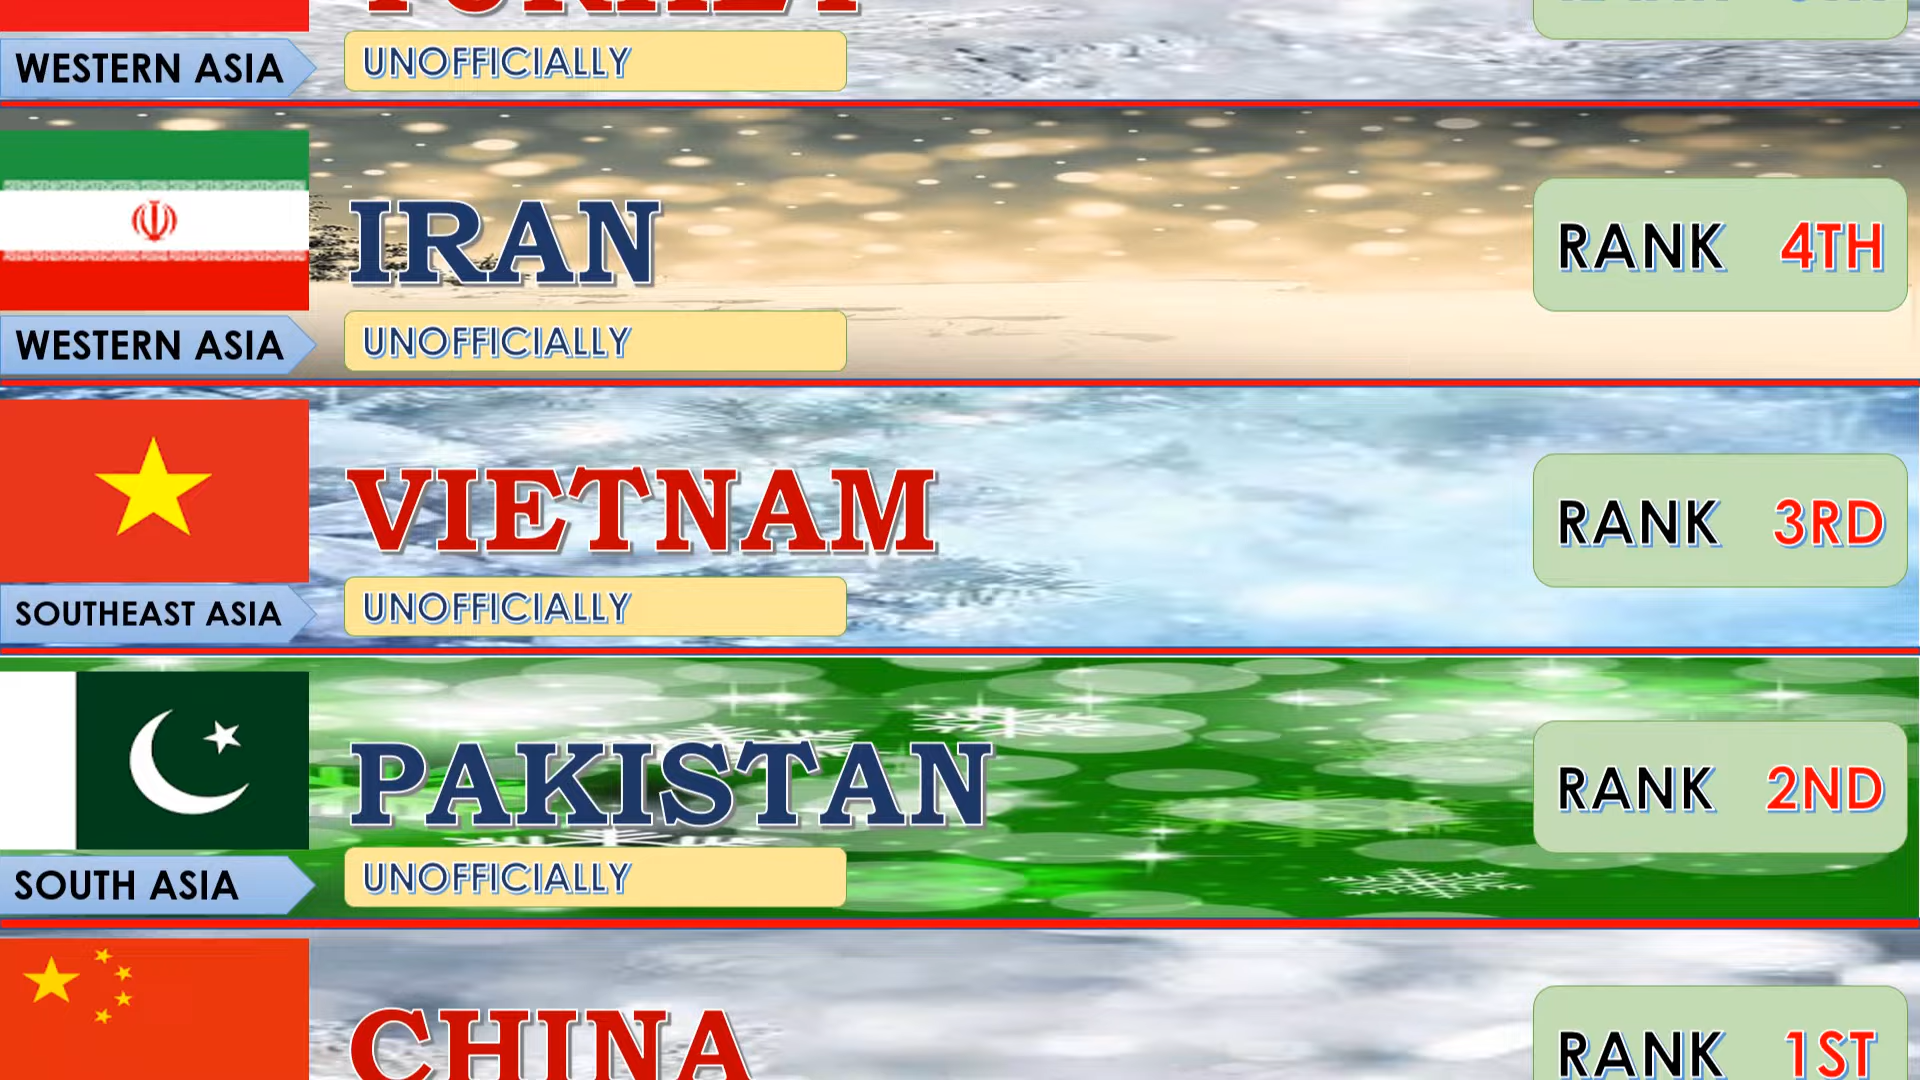 TURKEY
WESTERN ASIA
UNOFFICIALLY
IRAN
RANK 4TH
WESTERN ASIA
UNOFFICIALLY
VIETNAM
RANK 3RD
SOUTHEAST ASIA
UNOFFICIALLY
PAKISTAN
RANK 2ND
SOUTH ASIA
UNOFFICIALLY
CHINA
RANK 1ST